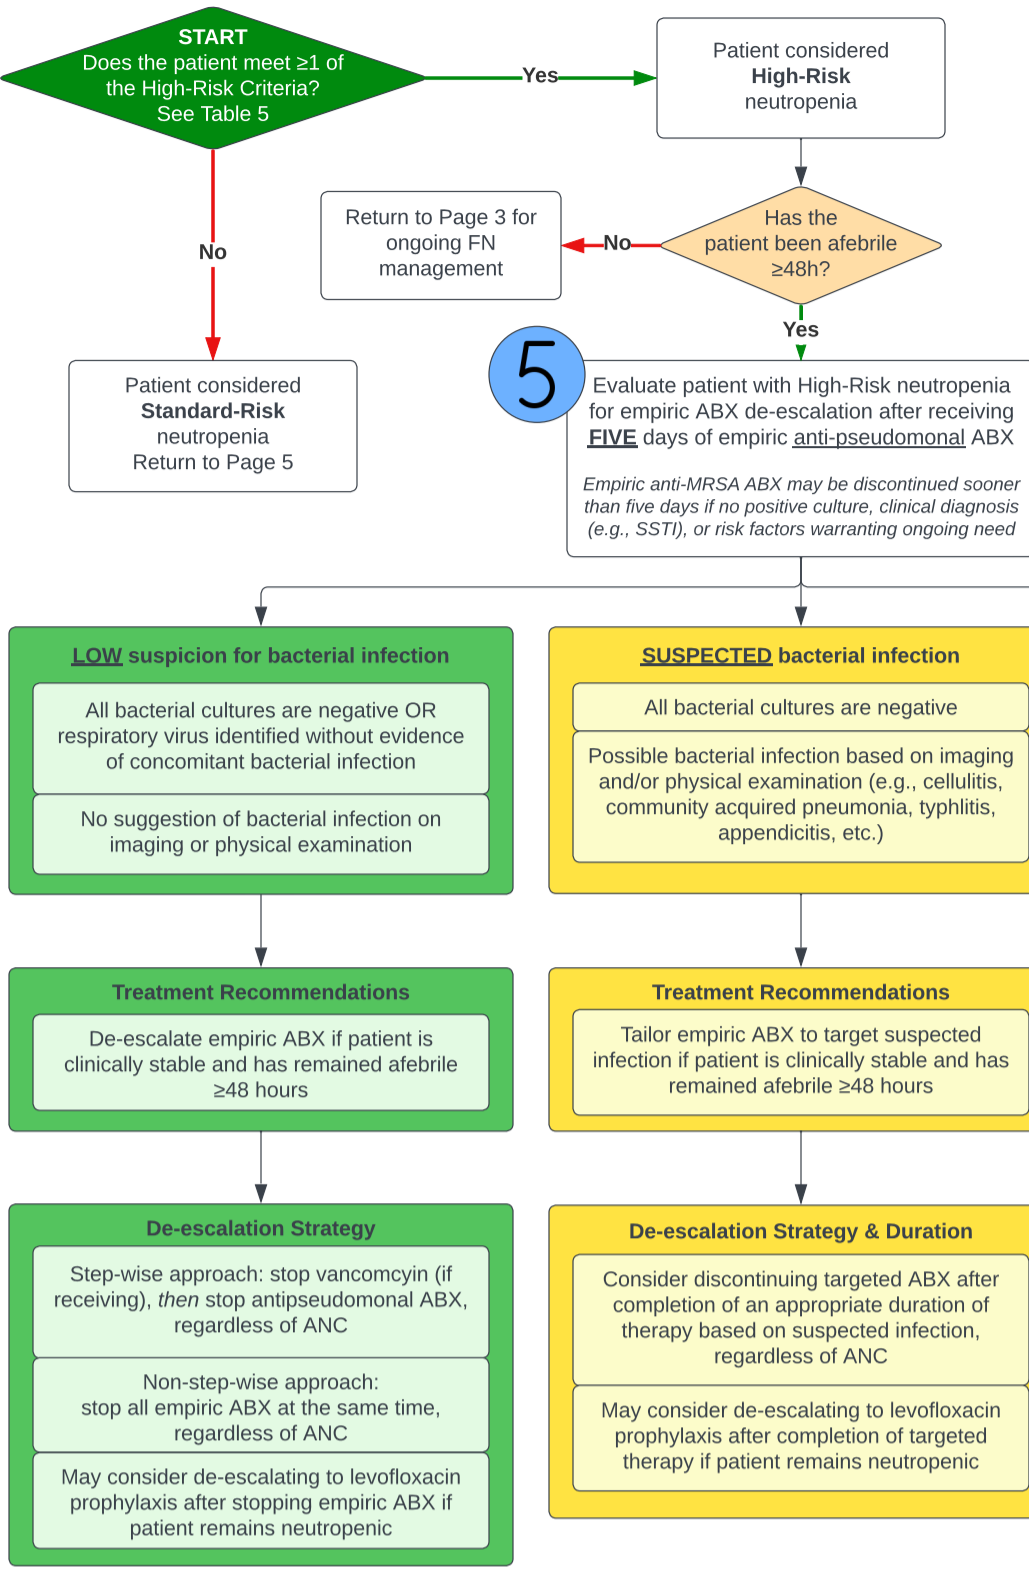 START
Does the patient meet ≥1 of
the High-Risk Criteria?
See Table 5
Yes
Patient considered
High-Risk
neutropenia
No
Return to Page 3 for
ongoing FN
management
No
Has the
patient been afebrile
≥48h?
Yes
Patient considered
Standard-Risk
neutropenia
Return to Page 5
5
Evaluate patient with High-Risk neutropenia
for empiric ABX de-escalation after receiving
FIVE days of empiric anti-pseudomonal ABX
Empiric anti-MRSA ABX may be discontinued sooner
than five days if no positive culture, clinical diagnosis
(e.g., SSTI), or risk factors warranting ongoing need
LOW suspicion for bacterial infection
All bacterial cultures are negative OR
respiratory virus identified without evidence
of concomitant bacterial infection
No suggestion of bacterial infection on
imaging or physical examination
Treatment Recommendations
De-escalate empiric ABX if patient is
clinically stable and has remained afebrile
≥48 hours
De-escalation Strategy
Step-wise approach: stop vancomcyin (if
receiving), then stop antipseudomonal ABX,
regardless of ANC
Non-step-wise approach:
stop all empiric ABX at the same time,
regardless of ANC
May consider de-escalating to levofloxacin
prophylaxis after stopping empiric ABX if
patient remains neutropenic
SUSPECTED bacterial infection
All bacterial cultures are negative
Possible bacterial infection based on imaging
and/or physical examination (e.g., cellulitis,
community acquired pneumonia, typhlitis,
appendicitis, etc.)
Treatment Recommendations
Tailor empiric ABX to target suspected
infection if patient is clinically stable and has
remained afebrile ≥48 hours
De-escalation Strategy & Duration
Consider discontinuing targeted ABX after
completion of an appropriate duration of
therapy based on suspected infection,
regardless of ANC
May consider de-escalating to levofloxacin
prophylaxis after completion of targeted
therapy if patient remains neutropenic